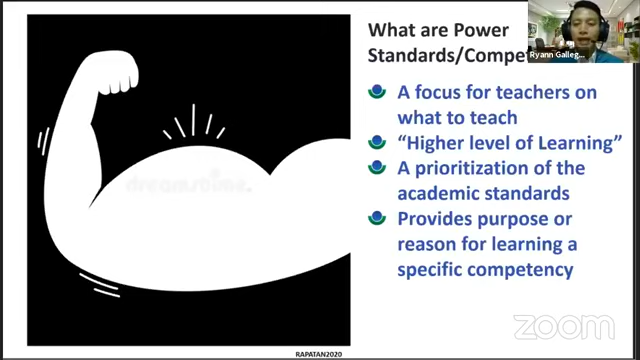 What are Power
Standards/Compe
Ryann Galleg...
A focus for teachers on
what to teach
“Higher level of Learning”
A prioritization of the
academic standards
Provides purpose or
reason for learning a
specific competency
dreamstime.
zoom
RAPATAN2020